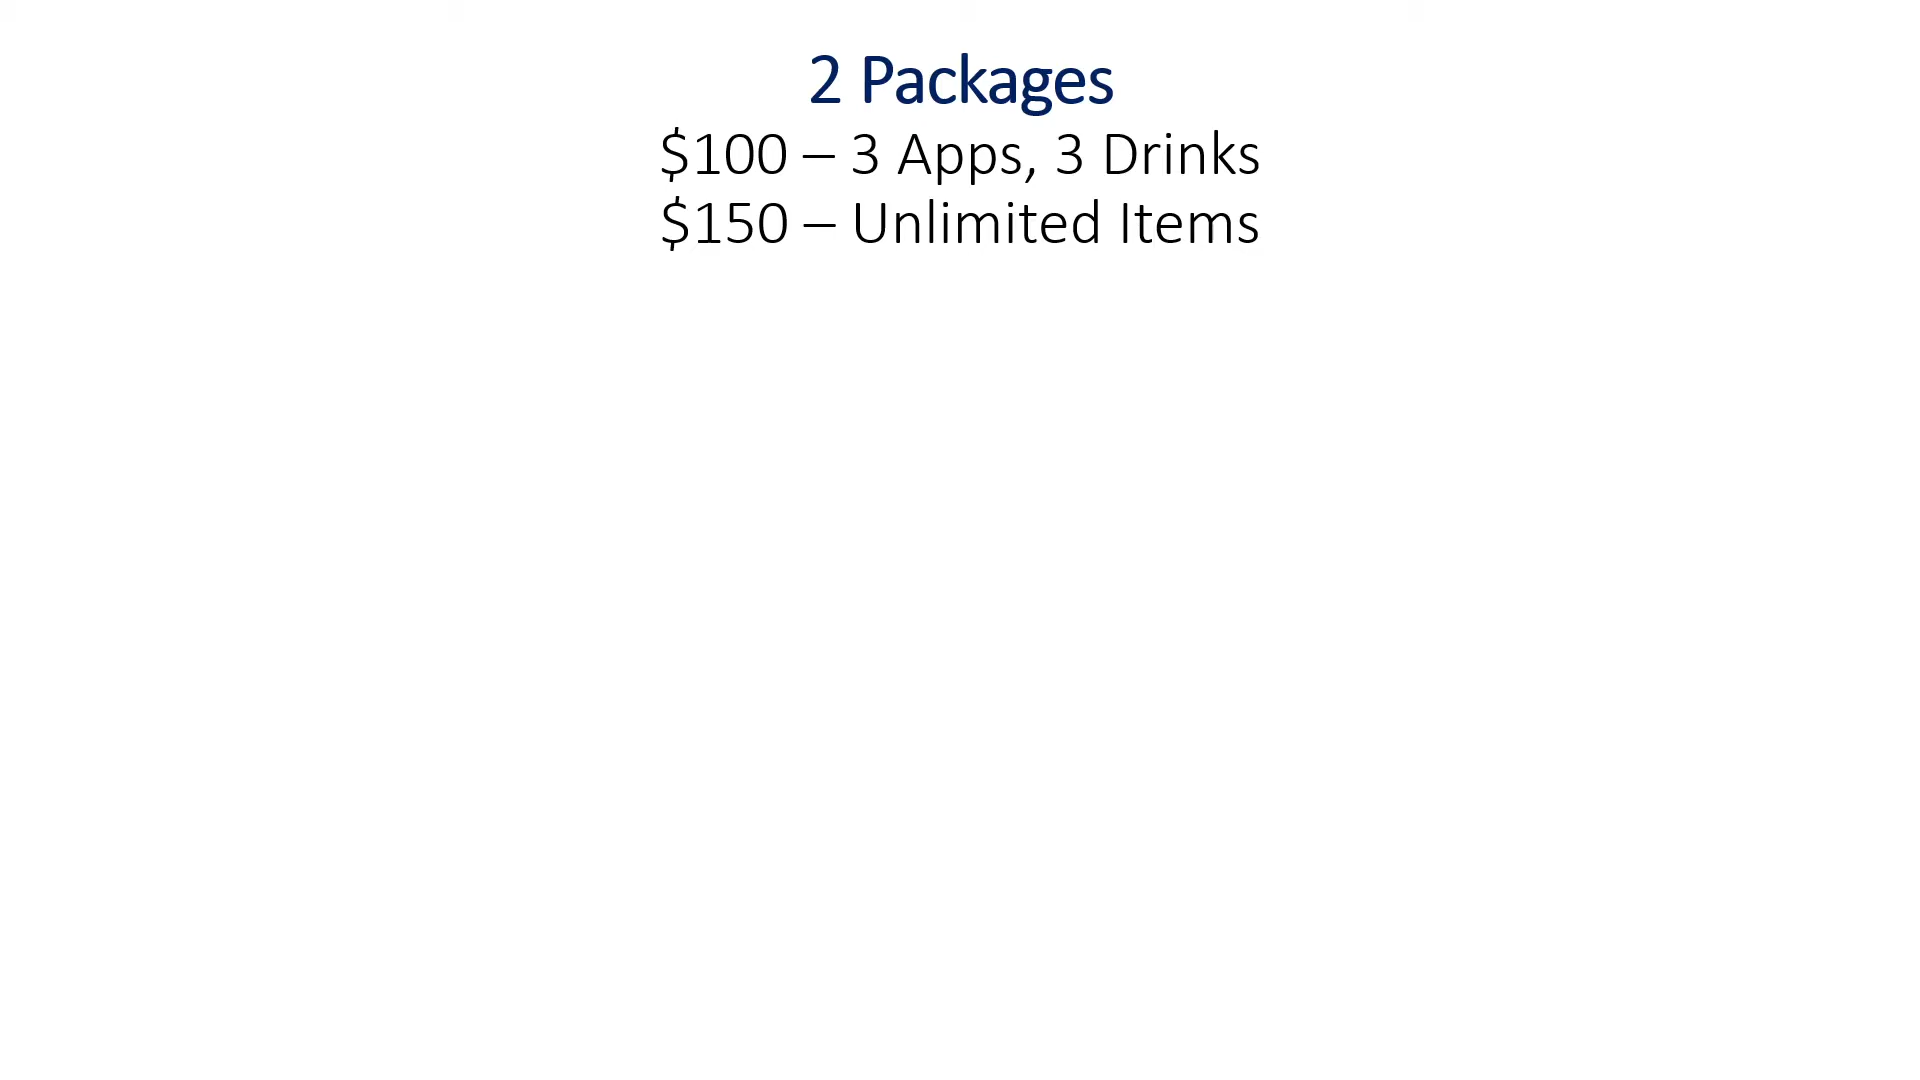 2 Packages
$100 – 3 Apps, 3 Drinks
$150 – Unlimited Items